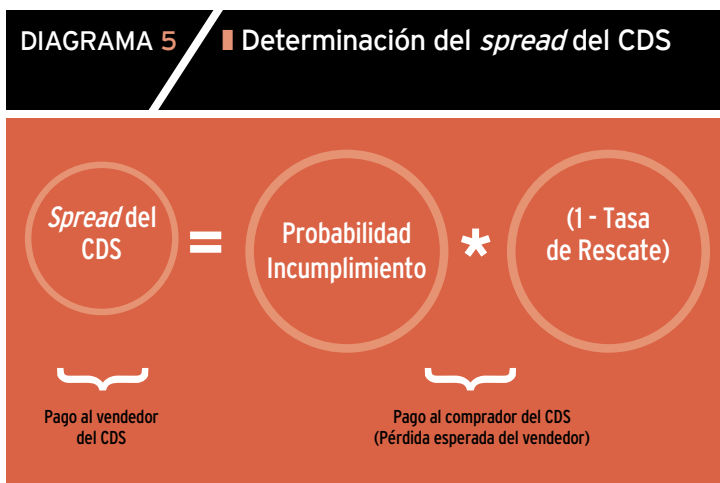 DIAGRAMA 5
Determinación del spread del CDS
Spread del
CDS
=
Probabilidad
Incumplimiento
*
(1 - Tasa
de Rescate)
Pago al vendedor
del CDS
Pago al comprador del CDS
(Pérdida esperada del vendedor)